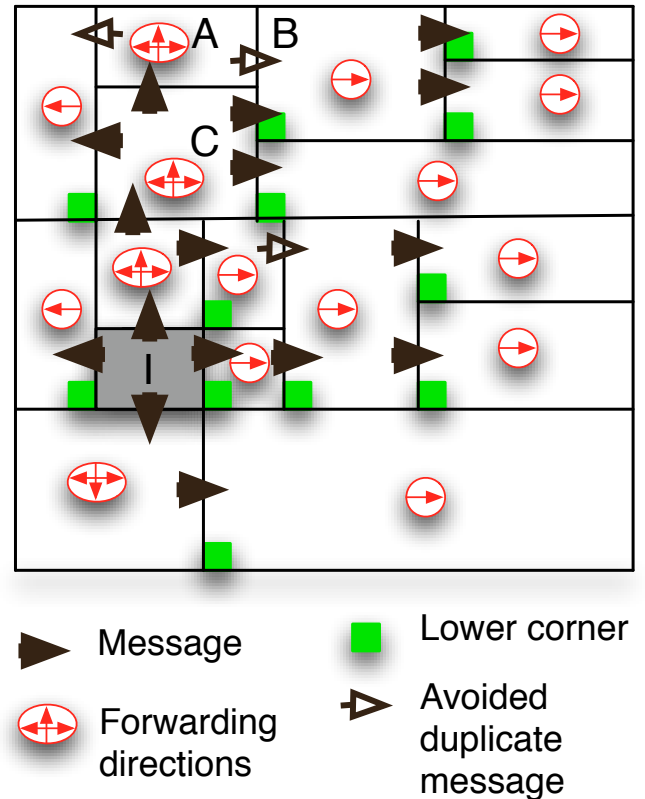 A
B
C
I
Message
Lower corner
Forwarding
directions
Avoided
duplicate
message